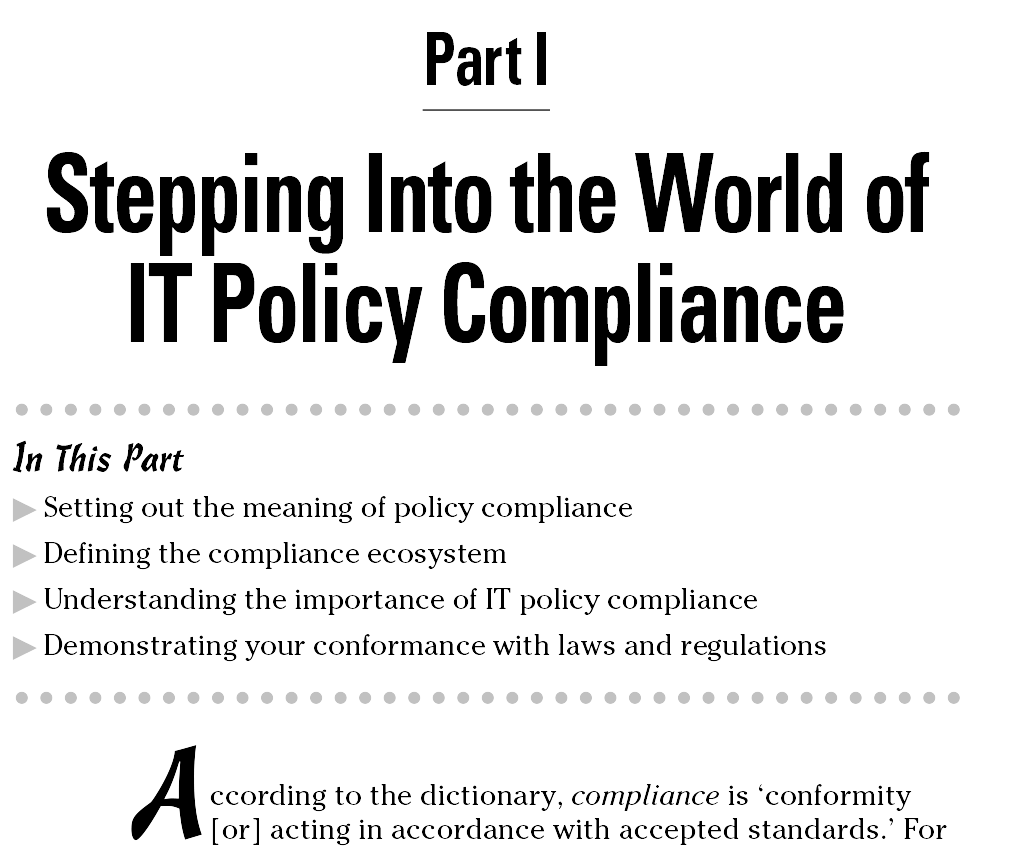 Part I
Stepping Into the World of
IT Policy Compliance
In This Part
Setting out the meaning of policy compliance
Defining the compliance ecosystem
Understanding the importance of IT policy compliance
Demonstrating your conformance with laws and regulations
According to the dictionary, compliance is ‘conformity
[or] acting in accordance with accepted standards.’ For